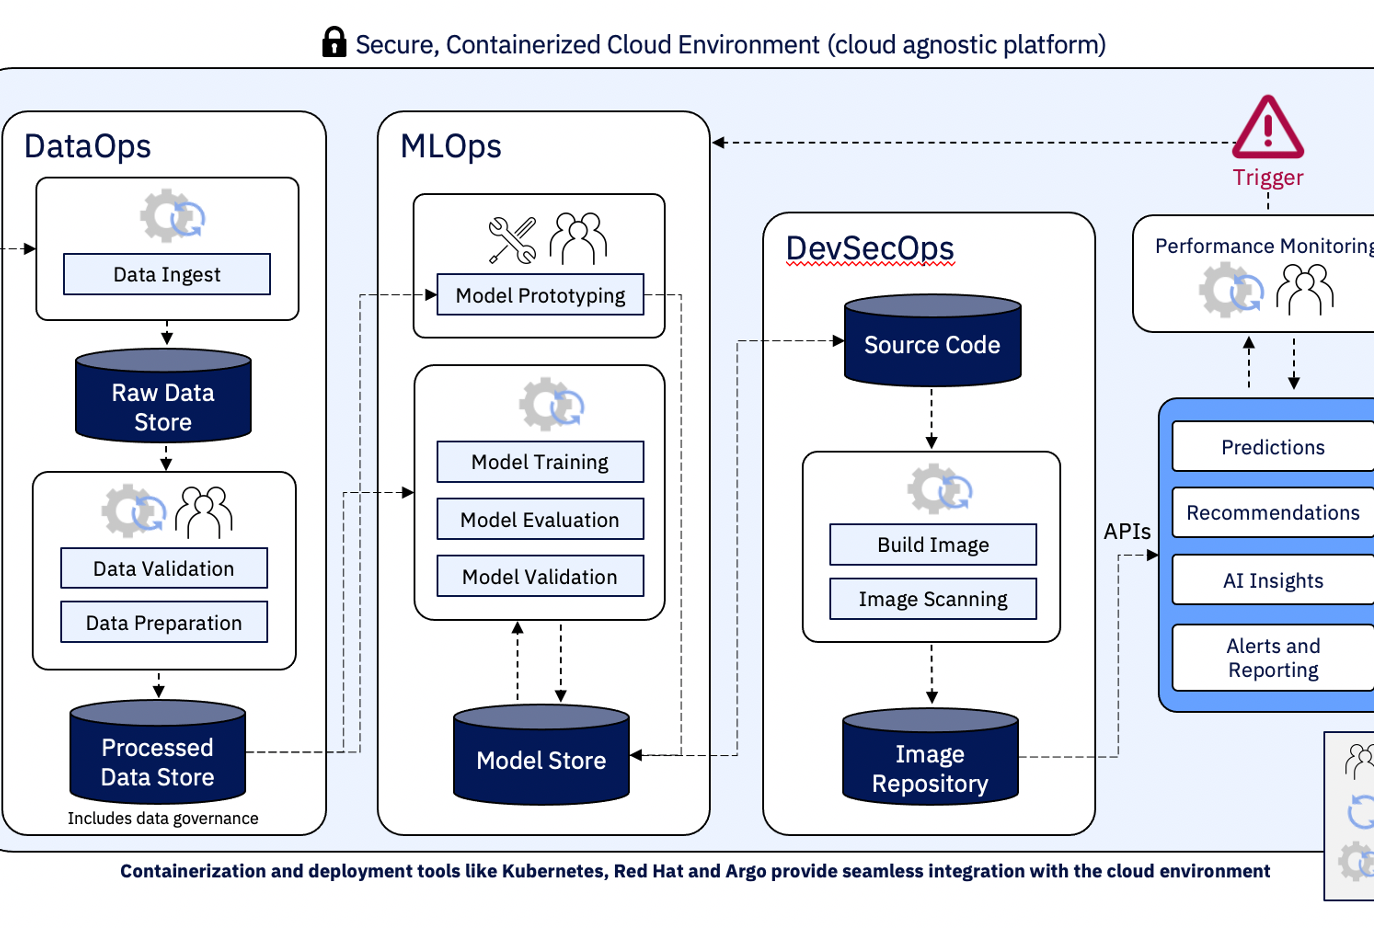 Secure, Containerized Cloud Environment (cloud agnostic platform)
DataOps
Data Ingest
Raw Data
Store
Data Validation
Data Preparation
Processed
Data Store
Includes data governance
MLOps
Model Prototyping
Model Training
Model Evaluation
Model Validation
Model Store
DevSecOps
Source Code
Build Image
Image Scanning
Image
Repository
Trigger
Performance Monitoring
APIs
Predictions
Recommendations
AI Insights
Alerts and
Reporting
Containerization and deployment tools like Kubernetes, Red Hat and Argo provide seamless integration with the cloud environment